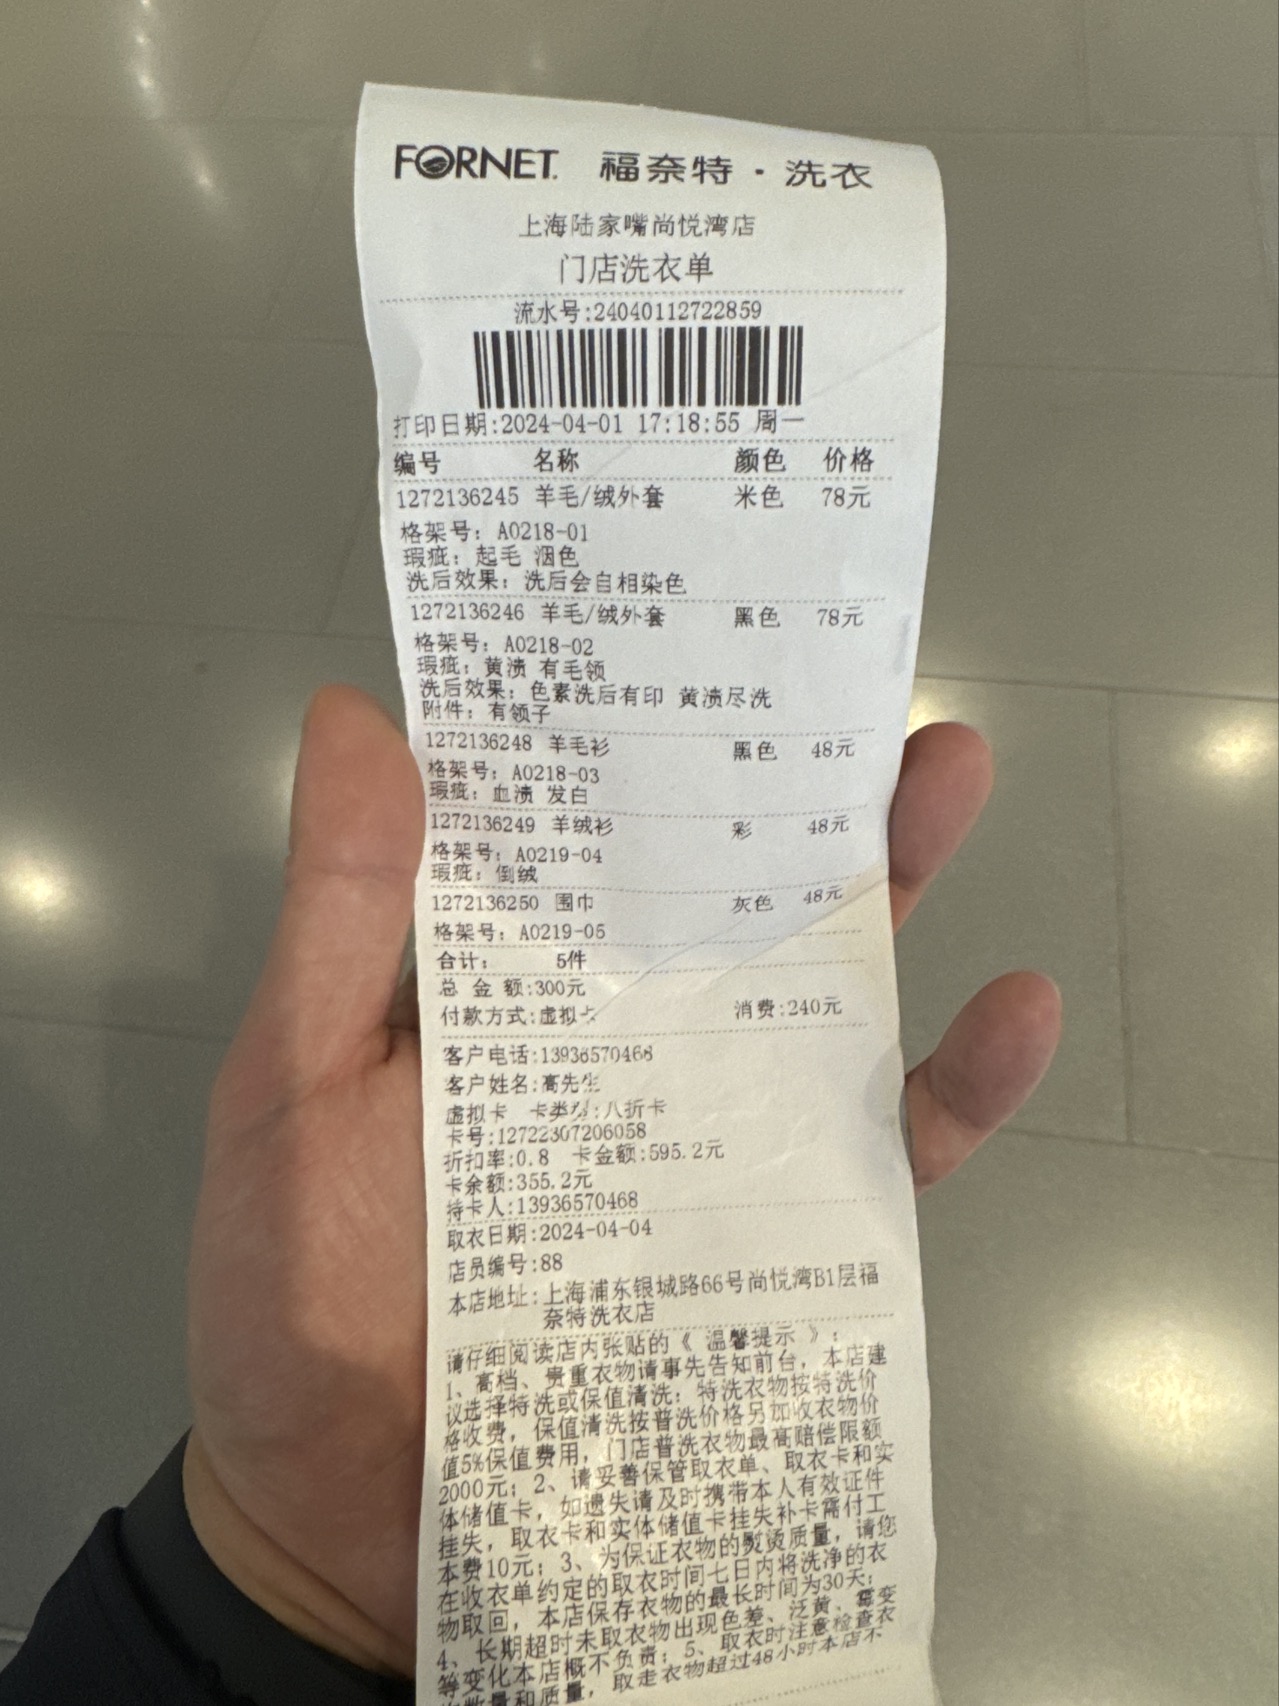 FORNET. 福奈特·洗衣
上海陆家嘴尚悦湾店
门店洗衣单
流水号:24040112722859
打印日期:2024-04-01 17:18:55 周一
编号 名称 颜色 价格
1272136245 羊毛/绒外套 米色 78元
格架号: A0218-01
瑕疵: 起毛 洇色
洗后效果: 洗后会自相染色
1272136246 羊毛/绒外套 黑色 78元
格架号: A0218-02
瑕疵: 黄渍 有毛领
洗后效果: 色素洗后有印 黄渍尽洗
附件: 有领子
1272136248 羊毛衫 黑色 48元
格架号: A0218-03
瑕疵: 血渍 发白
1272136249 羊绒衫 彩 48元
格架号: A0219-04
瑕疵: 倒绒
1272136250 围巾 灰色 48元
格架号: A0219-05
合计: 5件
总 金 额:300元
付款方式:虚拟卡 消费:240元
客户电话:13936570468
客户姓名:高先生
虚拟卡 卡类型:八折卡
卡号:12722307206058
折扣率:0.8 卡金额:595.2元
卡余额:355.2元
持卡人:13936570468
取衣日期:2024-04-04
店员编号:88
本店地址:上海浦东银城路66号尚悦湾B1层福
奈特洗衣店
请仔细阅读店内张贴的《 温馨提示 》:
1、高档、贵重衣物请事先告知前台, 本店建
议选择特洗或保值清洗: 特洗衣物按特洗价
格收费, 保值清洗按普洗价格另加收衣物价
值5%保值费用, 门店普洗衣物最高赔偿限额
2000元; 2、请妥善保管取衣单、取衣卡和实
体储值卡, 如遗失请及时携带本人有效证件
挂失, 取衣卡和实体储值卡挂失补卡需付工
本费10元; 3、为保证衣物的熨烫质量, 请您
在收衣单约定的取衣时间七日内将洗净的衣
物取回, 本店保存衣物的最长时间为30天;
4、长期超时未取衣物出现色差、泛黄、霉变
等变化本店概不负责; 5、取衣时注意检查衣
数量和质量, 取走衣物超过48小时本店不